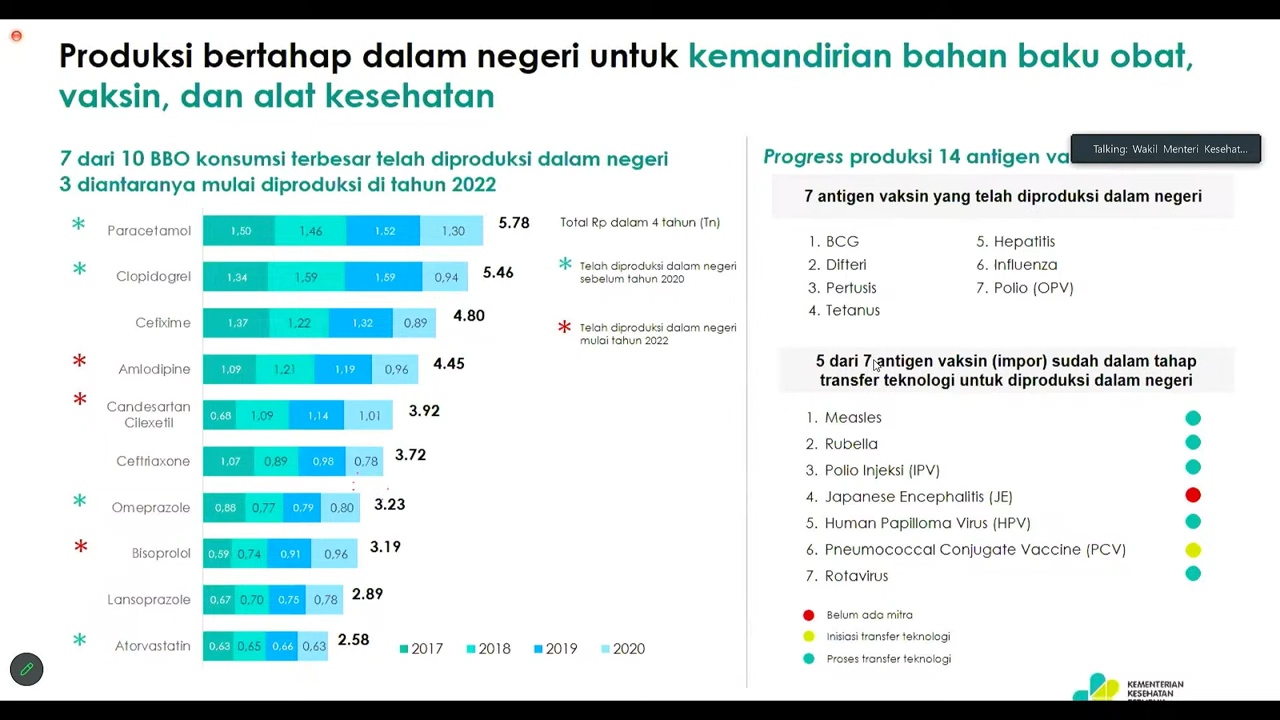 Produksi bertahap dalam negeri untuk kemandirian bahan baku obat,
vaksin, dan alat kesehatan
7 dari 10 BBO konsumsi terbesar telah diproduksi dalam negeri
3 diantaranya mulai diproduksi di tahun 2022
* Paracetamol 1,50 1,46 1,52 1,30 5.78
* Clopidogrel 1,34 1,59 1,59 0,94 5.46
Cefixime 1,37 1,22 1,32 0,89 4.80
* Amlodipine 1,09 1,21 1,19 0,96 4.45
* Candesartan
Cilexetil 0,68 1,09 1,14 1,01 3.92
Ceftriaxone 1,07 0,89 0,98 0,78 3.72
* Omeprazole 0,88 0,77 0,79 0,80 3.23
* Bisoprolol 0,59 0,74 0,91 0,96 3.19
Lansoprazole 0,67 0,70 0,75 0,78 2.89
* Atorvastatin 0,63 0,65 0,66 0,63 2.58
2017 2018 2019 2020
Total Rp dalam 4 tahun (Tn)
* Telah diproduksi dalam negeri
sebelum tahun 2020
* Telah diproduksi dalam negeri
mulai tahun 2022
Progress produksi 14 antigen
Talking: Wakil Menteri Kesehat...
7 antigen vaksin yang telah diproduksi dalam negeri
1. BCG
2. Difteri
3. Pertusis
4. Tetanus
5. Hepatitis
6. Influenza
7. Polio (OPV)
5 dari 7 antigen vaksin (impor) sudah dalam tahap
transfer teknologi untuk diproduksi dalam negeri
1. Measles
2. Rubella
3. Polio Injeksi (IPV)
4. Japanese Encephalitis (JE)
5. Human Papilloma Virus (HPV)
6. Pneumococcal Conjugate Vaccine (PCV)
7. Rotavirus
Belum ada mitra
Inisiasi transfer teknologi
Proses transfer teknologi
KEMENTERIAN
KESEHATAN